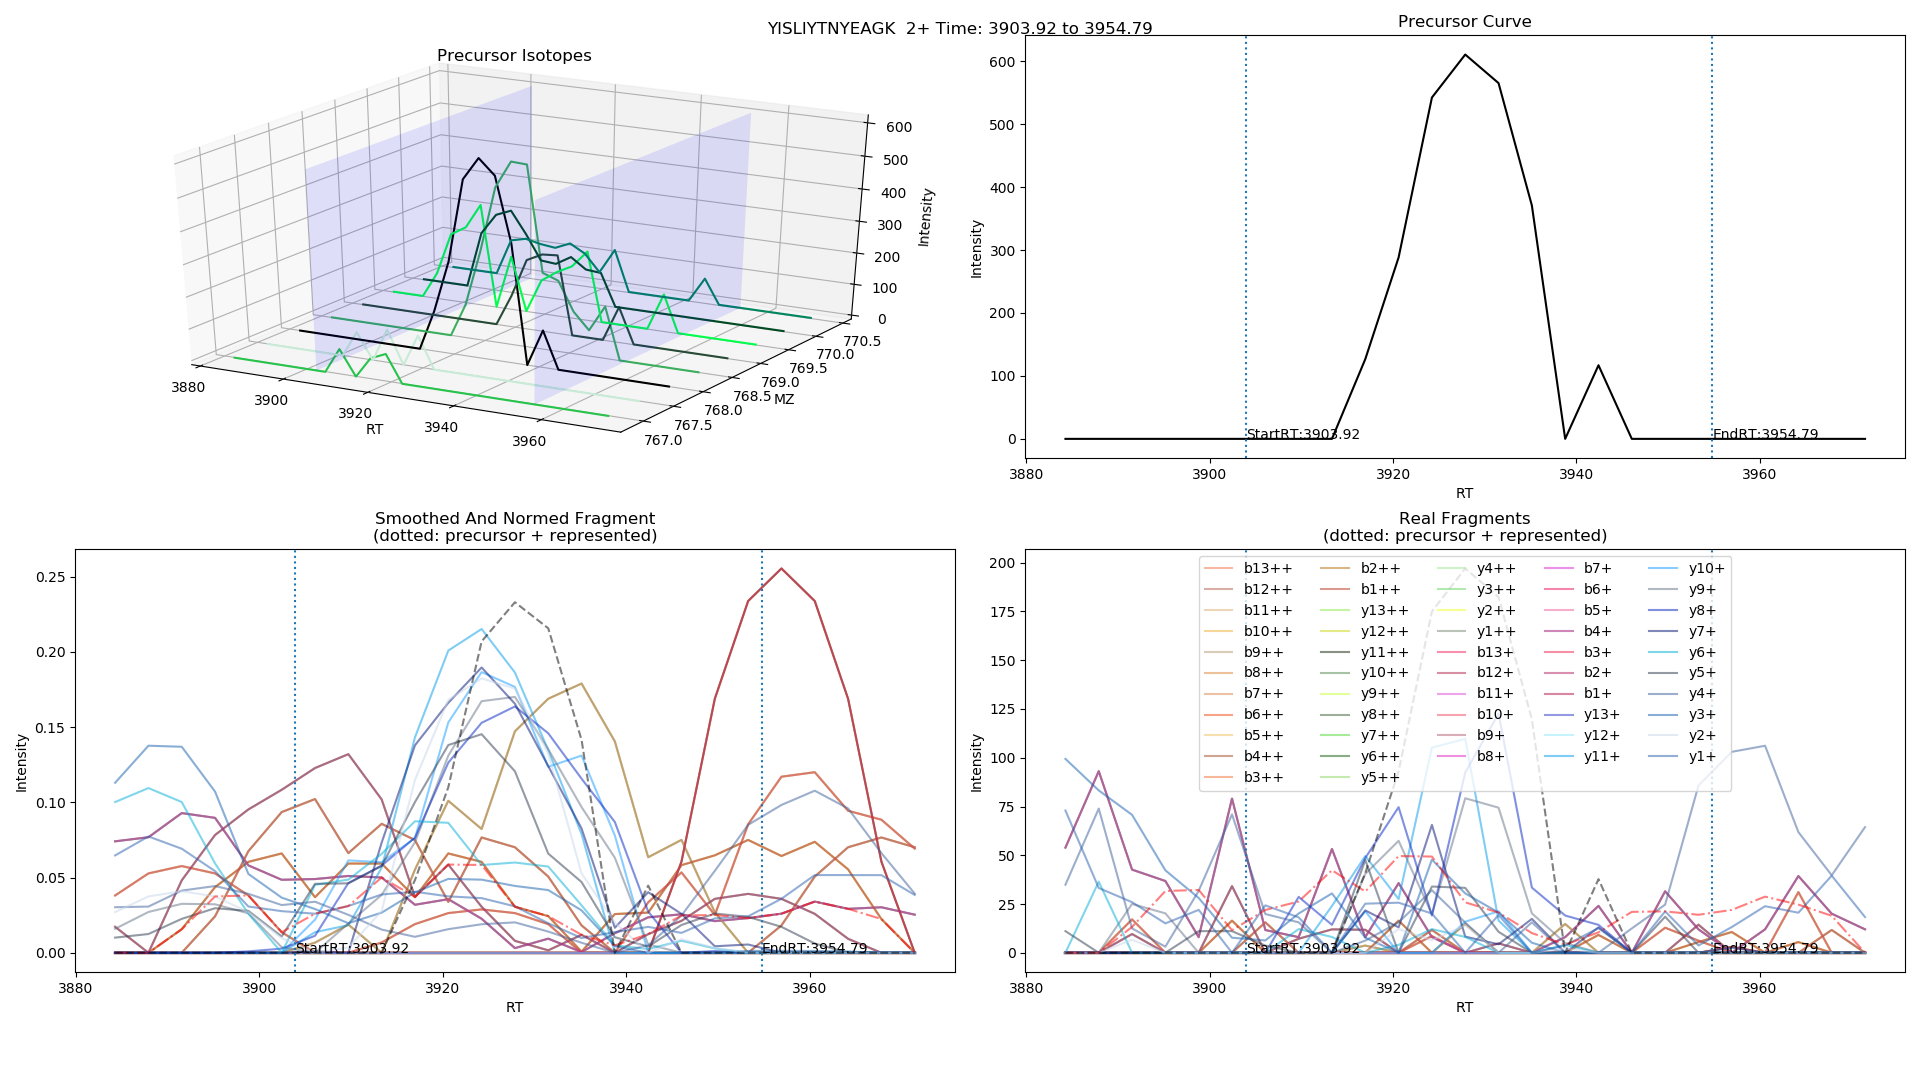 YISLIYTNYEAGK  2+ Time: 3903.92 to 3954.79
Precursor Isotopes
600
500
400
300
200
100
0
Intensity
3880
3900
3920
3940
3960
RT
767.0
767.5
768.0
768.5
769.0
769.5
770.0
770.5
MZ
Precursor Curve
600
500
400
300
200
100
0
Intensity
StartRT:3903.92
EndRT:3954.79
3880
3900
3920
3940
3960
RT
Smoothed And Normed Fragment
(dotted: precursor + represented)
0.25
0.20
0.15
0.10
0.05
0.00
Intensity
StartRT:3903.92
EndRT:3954.79
3880
3900
3920
3940
3960
RT
Real Fragments
(dotted: precursor + represented)
200
175
150
125
100
75
50
25
0
Intensity
b13++
b12++
b11++
b10++
b9++
b8++
b7++
b6++
b5++
b4++
b3++
b2++
b1++
y13++
y12++
y11++
y10++
y9++
y8++
y7++
y6++
y5++
y4++
y3++
y2++
y1++
b13+
b12+
b11+
b10+
b9+
b8+
b7+
b6+
b5+
b4+
b3+
b2+
b1+
y13+
y12+
y11+
y10+
y9+
y8+
y7+
y6+
y5+
y4+
y3+
y2+
y1+
StartRT:3903.92
EndRT:3954.79
3880
3900
3920
3940
3960
RT